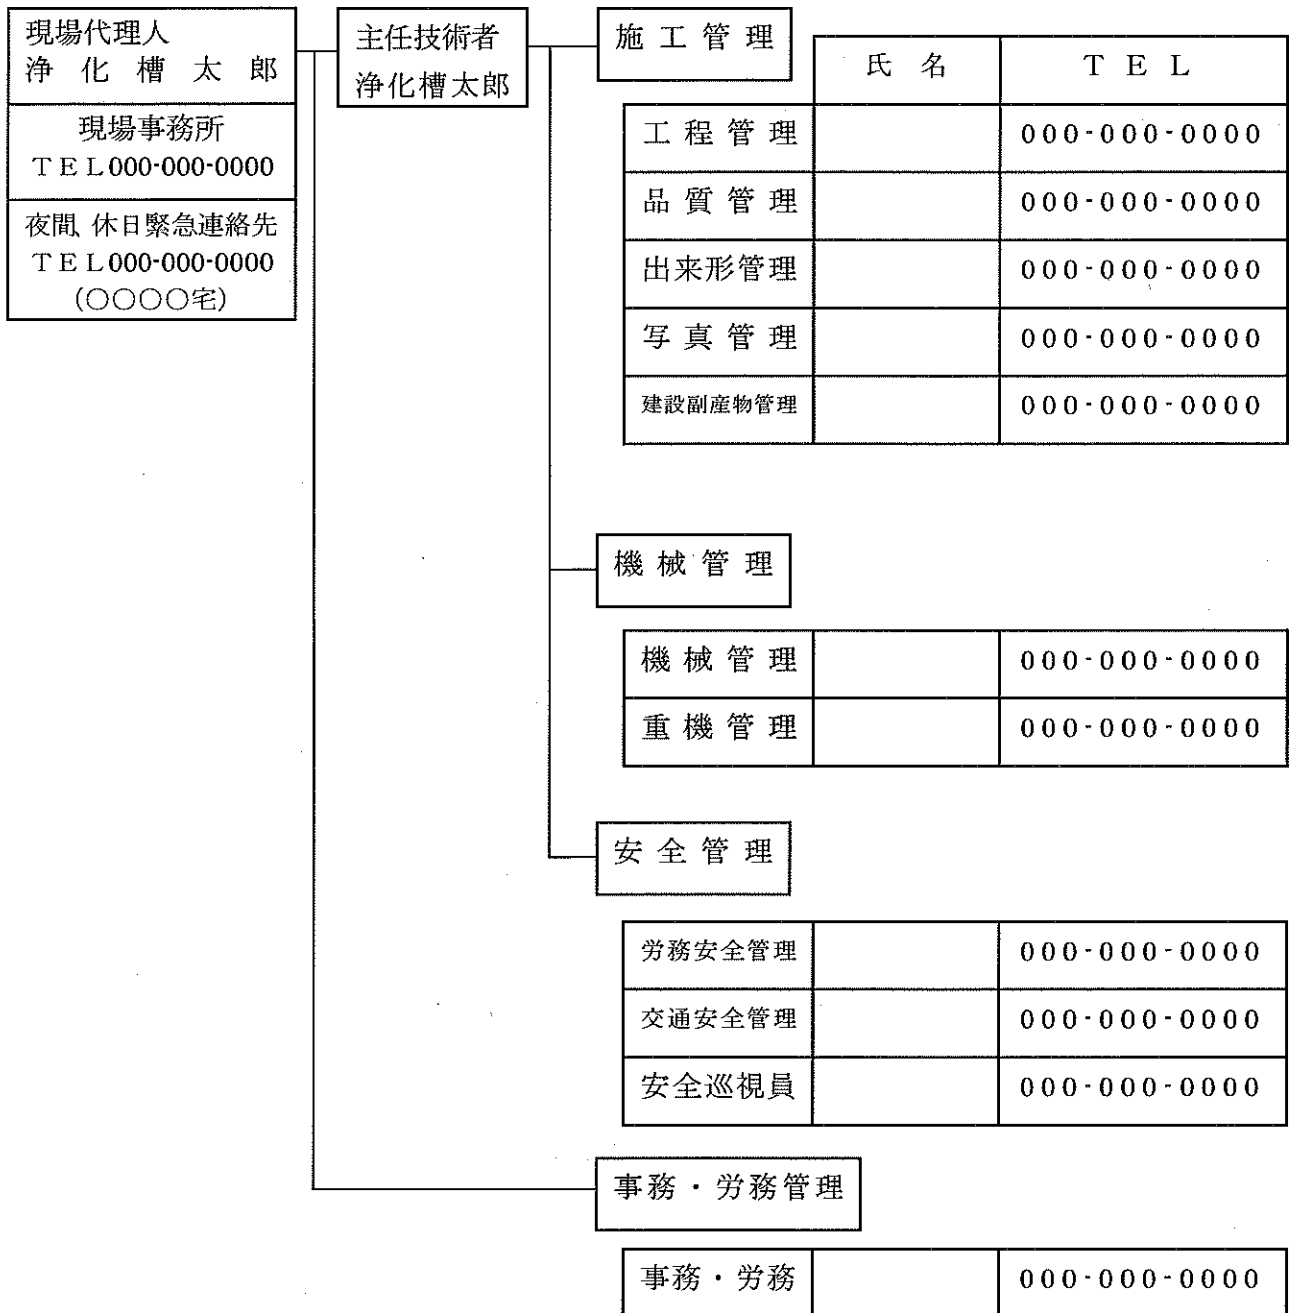 現場代理人
浄化槽太郎
現場事務所
TEL000-000-0000
夜間、休日緊急連絡先
TEL000-000-0000
(○○○○宅)
主任技術者
浄化槽太郎
施工管理
氏名 TEL
工程管理 000-000-0000
品質管理 000-000-0000
出来形管理 000-000-0000
写真管理 000-000-0000
建設副産物管理 000-000-0000
機械管理
機械管理 000-000-0000
重機管理 000-000-0000
安全管理
労務安全管理 000-000-0000
交通安全管理 000-000-0000
安全巡視員 000-000-0000
事務・労務管理
事務・労務 000-000-0000